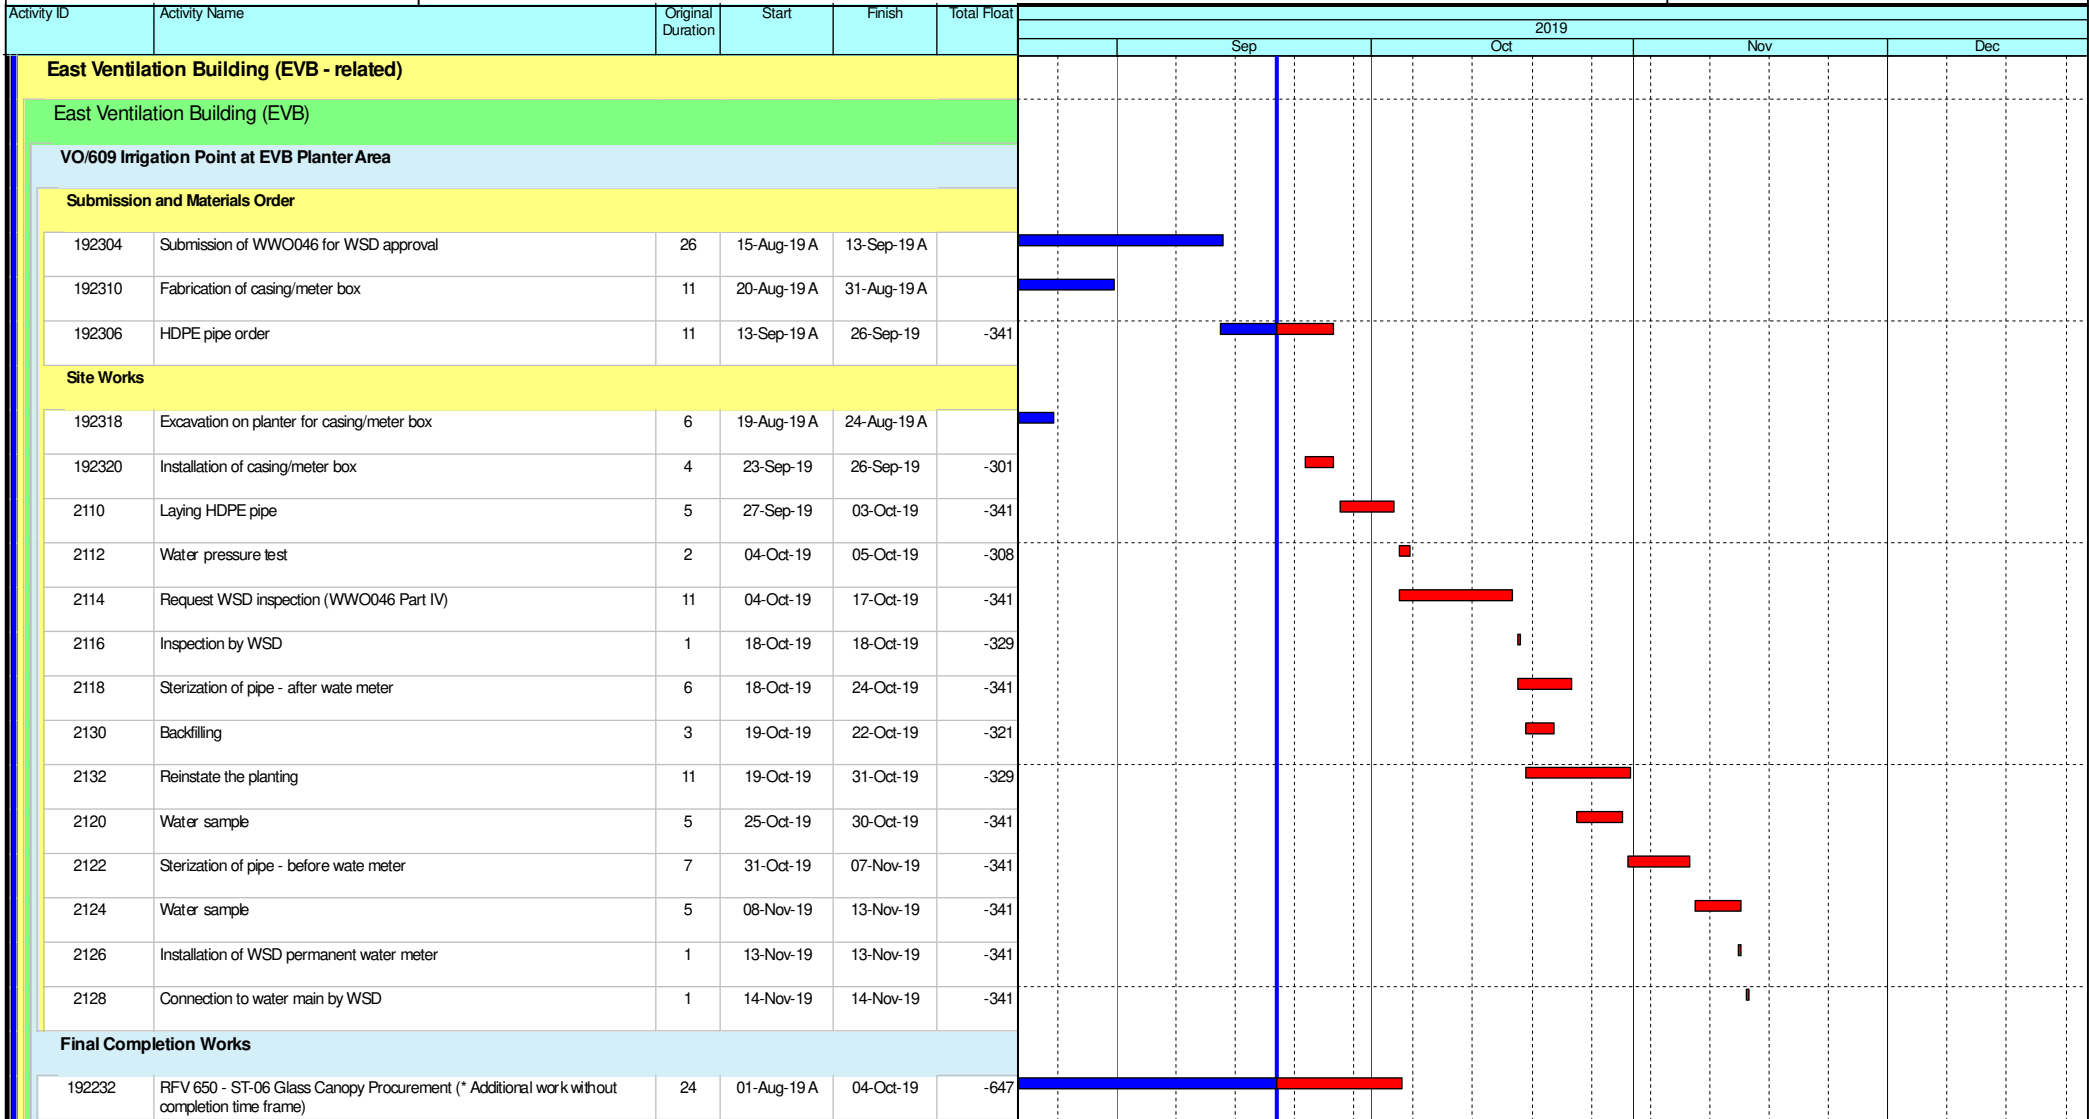 Activity ID Activity Name Original Duration Start Finish Total Float
2019
Sep Oct Nov Dec
East Ventilation Building (EVB - related)
East Ventilation Building (EVB)
VO/609 Irrigation Point at EVB Planter Area
Submission and Materials Order
192304 Submission of WWO046 for WSD approval 26 15-Aug-19 A 13-Sep-19 A
192310 Fabrication of casing/meter box 11 20-Aug-19 A 31-Aug-19 A
192306 HDPE pipe order 11 13-Sep-19 A 26-Sep-19 -341
Site Works
192318 Excavation on planter for casing/meter box 6 19-Aug-19 A 24-Aug-19 A
192320 Installation of casing/meter box 4 23-Sep-19 26-Sep-19 -301
2110 Laying HDPE pipe 5 27-Sep-19 03-Oct-19 -341
2112 Water pressure test 2 04-Oct-19 05-Oct-19 -308
2114 Request WSD inspection (WWO046 Part IV) 11 04-Oct-19 17-Oct-19 -341
2116 Inspection by WSD 1 18-Oct-19 18-Oct-19 -329
2118 Sterization of pipe - after wate meter 6 18-Oct-19 24-Oct-19 -341
2130 Backfilling 3 19-Oct-19 22-Oct-19 -321
2132 Reinstate the planting 11 19-Oct-19 31-Oct-19 -329
2120 Water sample 5 25-Oct-19 30-Oct-19 -341
2122 Sterization of pipe - before wate meter 7 31-Oct-19 07-Nov-19 -341
2124 Water sample 5 08-Nov-19 13-Nov-19 -341
2126 Installation of WSD permanent water meter 1 13-Nov-19 13-Nov-19 -341
2128 Connection to water main by WSD 1 14-Nov-19 14-Nov-19 -341
Final Completion Works
192232 RFV 650 - ST-06 Glass Canopy Procurement (* Additional work without 24 01-Aug-19 A 04-Oct-19 -647
completion time frame)